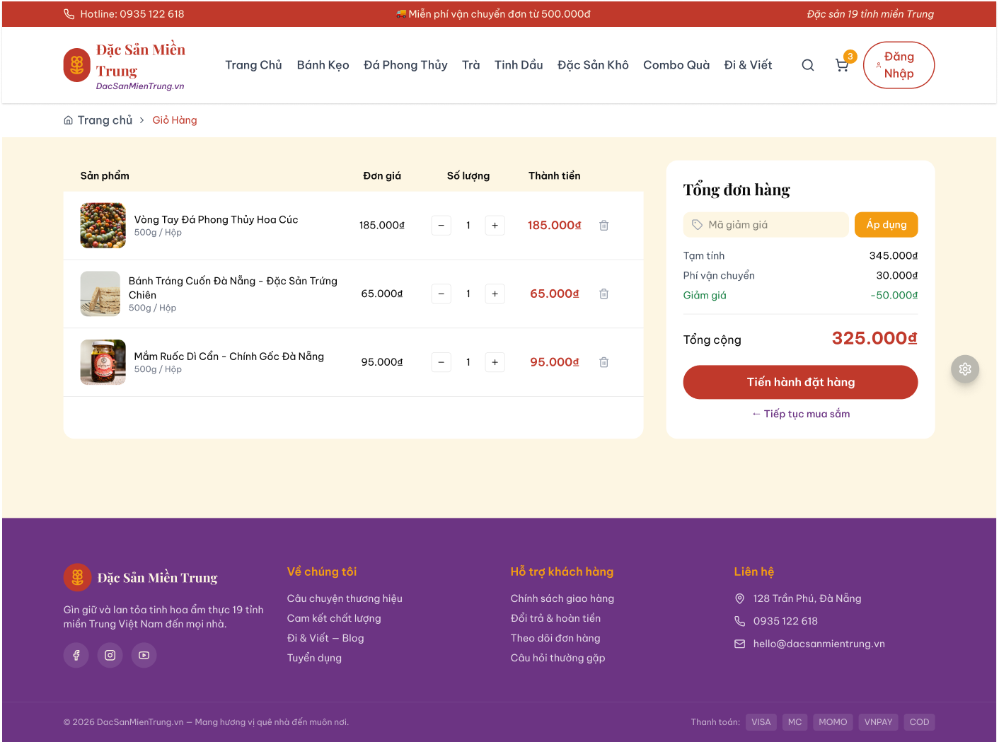 Hotline: 0935 122 618
🚚 Miễn phí vận chuyển đơn từ 500.000đ
Đặc sản 19 tỉnh miền Trung
Đặc Sản Miền
Trung
DacSanMienTrung.vn
Trang Chủ
Bánh Kẹo
Đá Phong Thủy
Trà
Tinh Dầu
Đặc Sản Khô
Combo Quà
Đi & Viết
3
Đăng
Nhập
Trang chủ
Giỏ Hàng
Sản phẩm
Đơn giá
Số lượng
Thành tiền
Vòng Tay Đá Phong Thủy Hoa Cúc
500g / Hộp
185.000₫
− 1 +
185.000₫
Bánh Tráng Cuốn Đà Nẵng - Đặc Sản Trứng
Chiên
500g / Hộp
65.000₫
− 1 +
65.000₫
Mắm Ruốc Dì Cẩn - Chính Gốc Đà Nẵng
500g / Hộp
95.000₫
− 1 +
95.000₫
Tổng đơn hàng
Mã giảm giá
Áp dụng
Tạm tính
345.000₫
Phí vận chuyển
30.000₫
Giảm giá
-50.000₫
Tổng cộng
325.000₫
Tiến hành đặt hàng
← Tiếp tục mua sắm
Đặc Sản Miền Trung
Gìn giữ và lan tỏa tinh hoa ẩm thực 19 tỉnh
miền Trung Việt Nam đến mọi nhà.
Về chúng tôi
Câu chuyện thương hiệu
Cam kết chất lượng
Đi & Viết — Blog
Tuyển dụng
Hỗ trợ khách hàng
Chính sách giao hàng
Đổi trả & hoàn tiền
Theo dõi đơn hàng
Câu hỏi thường gặp
Liên hệ
128 Trần Phú, Đà Nẵng
0935 122 618
hello@dacsanmientrung.vn
© 2026 DacSanMienTrung.vn — Mang hương vị quê nhà đến muôn nơi.
Thanh toán:
VISA
MC
MOMO
VNPAY
COD